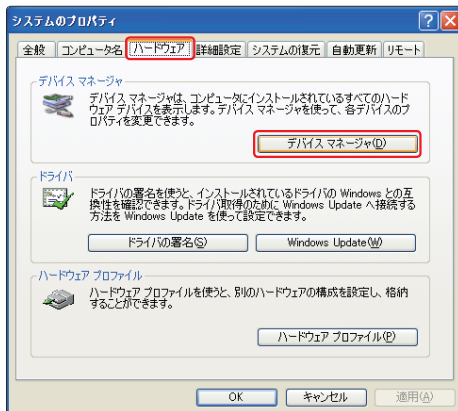 システムのプロパティ
全般 コンピュータ名 ハードウェア 詳細設定 システムの復元 自動更新 リモート
デバイス マネージャ
デバイス マネージャは、コンピュータにインストールされているすべてのハード
ウェア デバイスを表示します。デバイス マネージャを使って、各デバイスのプ
ロパティを変更できます。
デバイス マネージャ(D)
ドライバ
ドライバの署名を使うと、インストールされているドライバの Windows との互
換性を確認できます。ドライバ取得のために Windows Update へ接続する
方法を Windows Update を使って設定できます。
ドライバの署名(S) Windows Update(W)
ハードウェア プロファイル
ハードウェア プロファイルを使うと、別のハードウェアの構成を設定し、格納
することができます。
ハードウェア プロファイル(P)
OK キャンセル 適用(A)